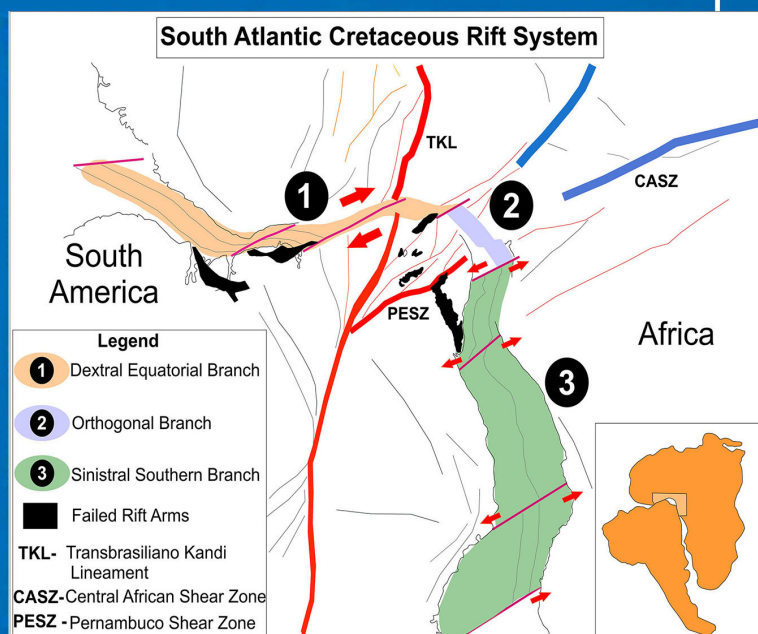 South Atlantic Cretaceous Rift System
TKL
1
2
CASZ
South
America
PESZ
Africa
3
Legend
1 Dextral Equatorial Branch
2 Orthogonal Branch
3 Sinistral Southern Branch
Failed Rift Arms
TKL- Transbrasiliano Kandi
Lineament
CASZ-Central African Shear Zone
PESZ -Pernambuco Shear Zone